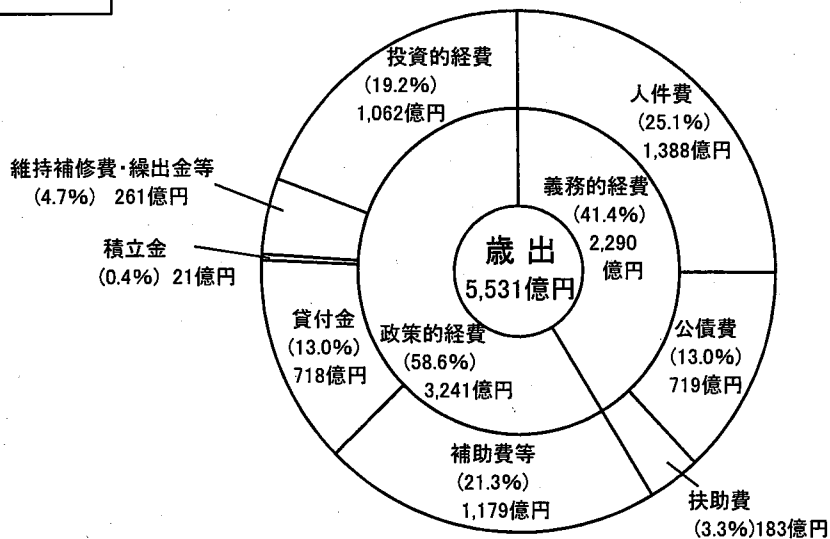 歳出
5,531億円
義務的経費
(41.4%)
2,290
億円
政策的経費
(58.6%)
3,241億円
人件費
(25.1%)
1,388億円
公債費
(13.0%)
719億円
扶助費
(3.3%)183億円
補助費等
(21.3%)
1,179億円
貸付金
(13.0%)
718億円
積立金
(0.4%) 21億円
維持補修費・繰出金等
(4.7%) 261億円
投資的経費
(19.2%)
1,062億円